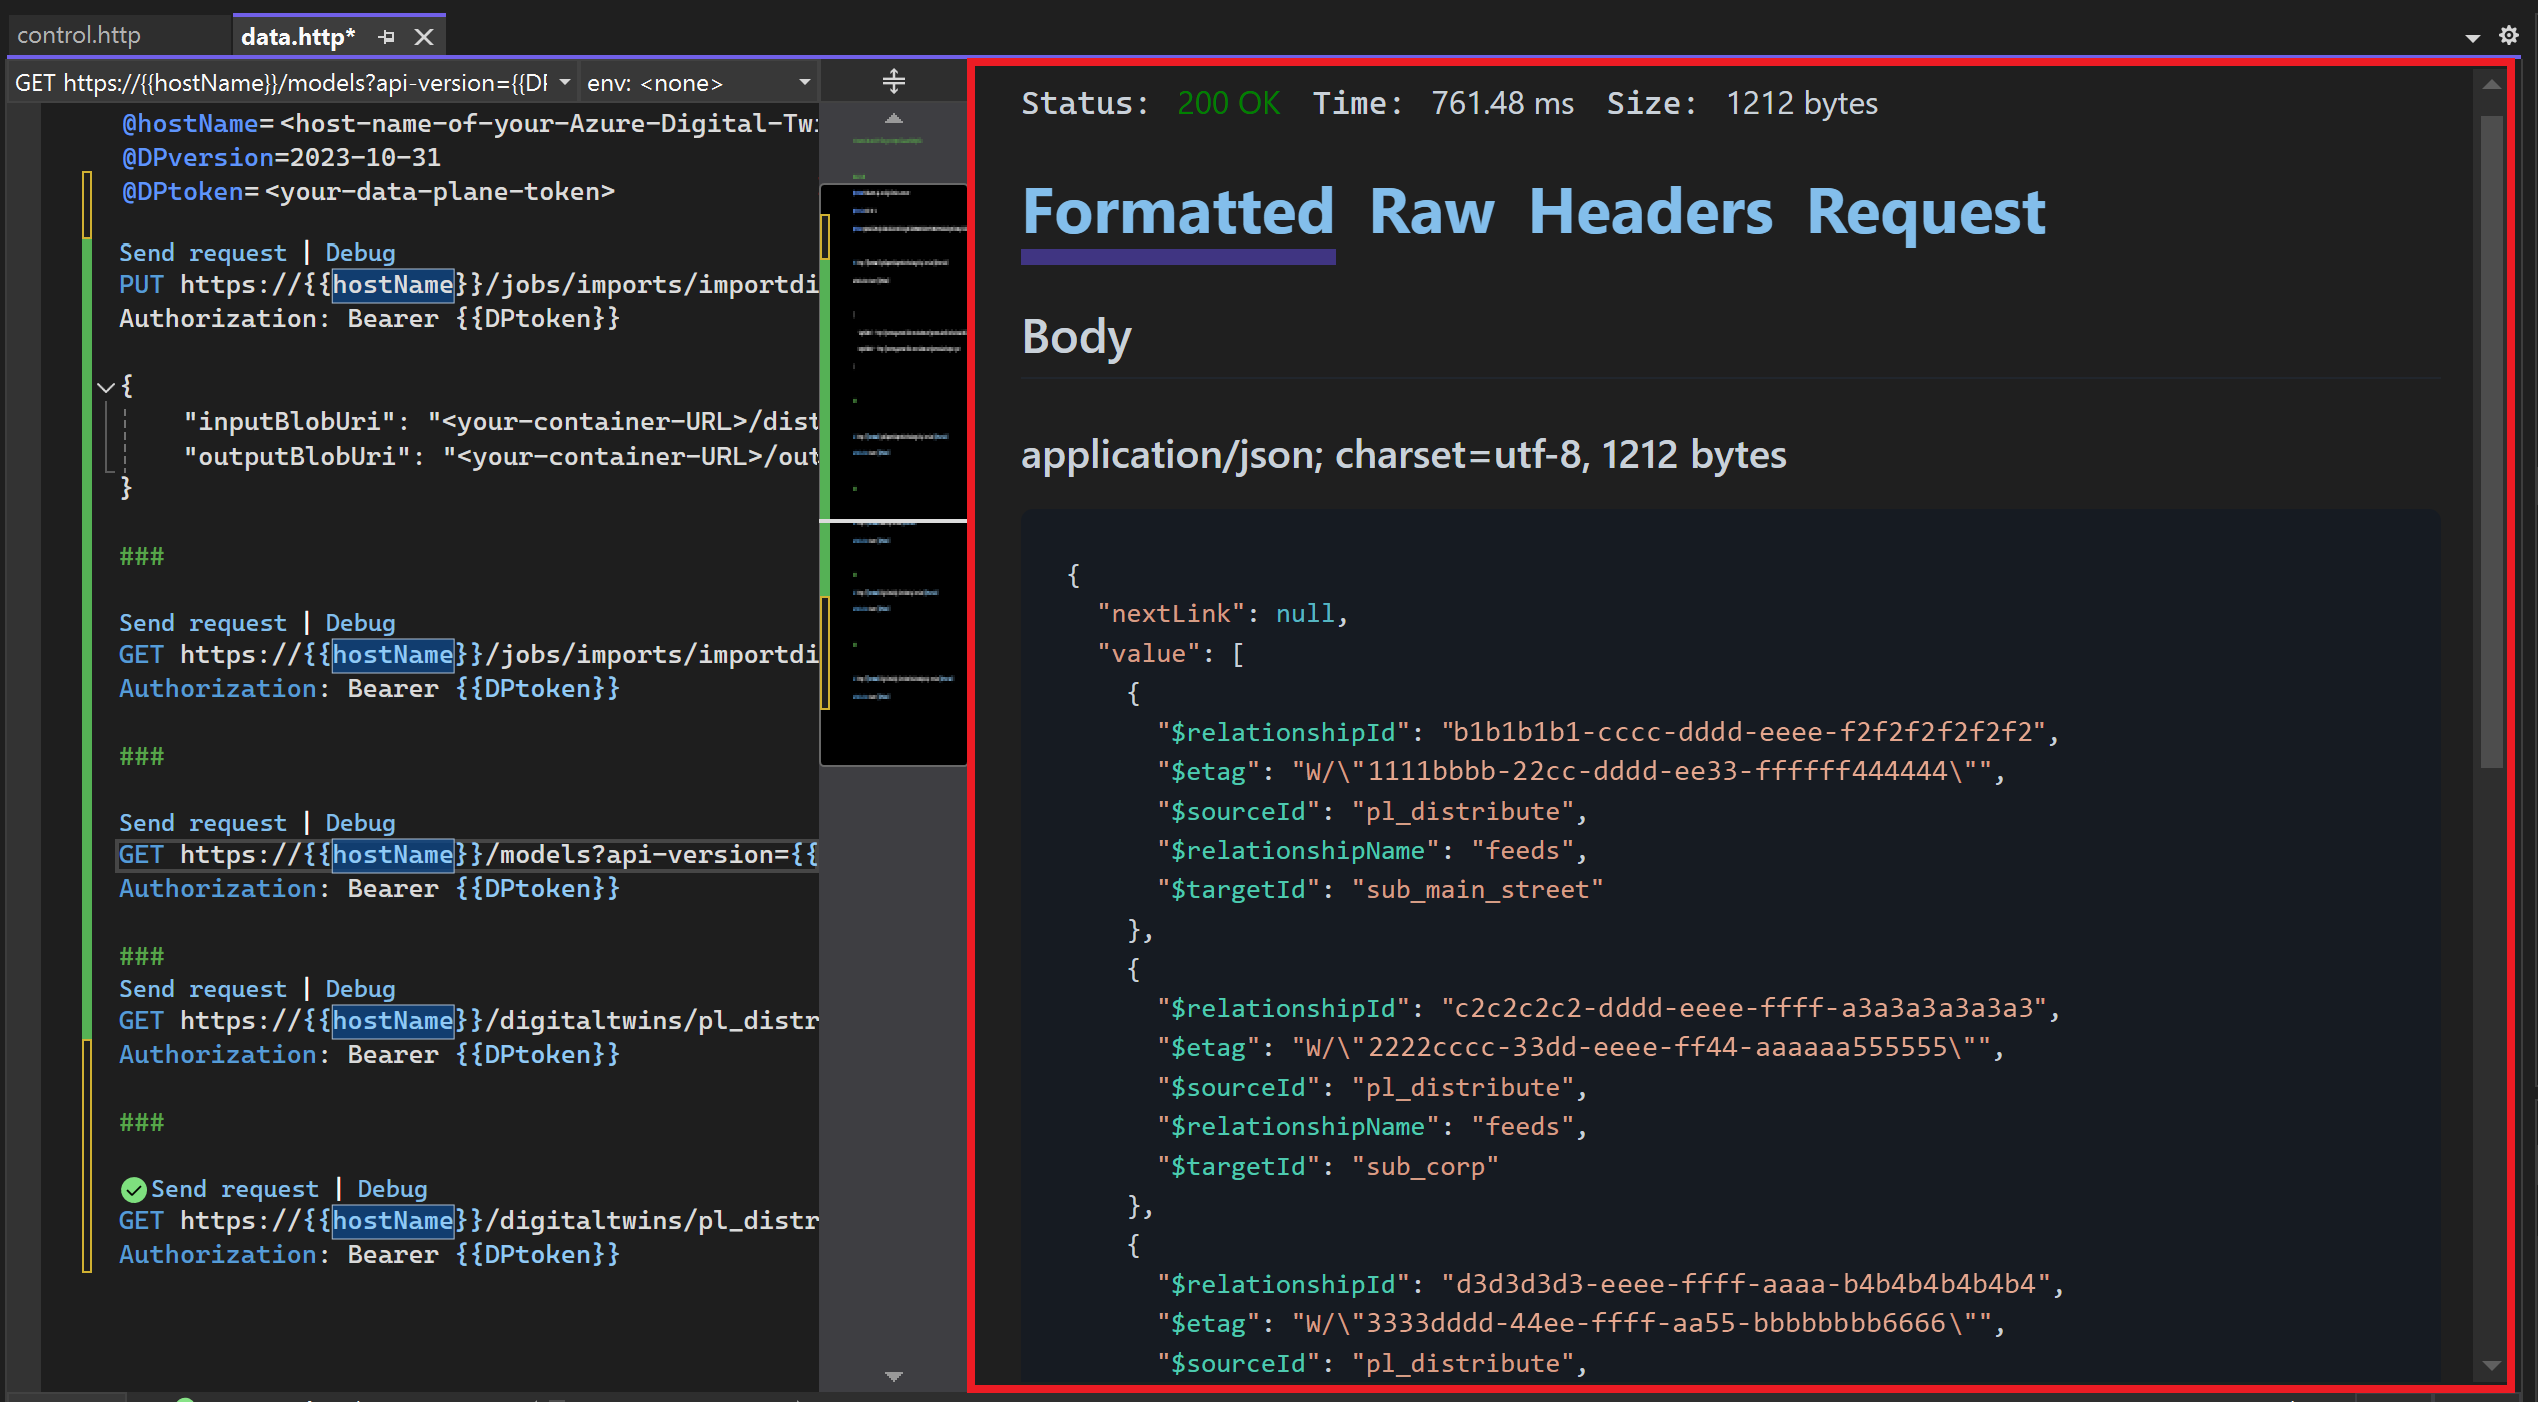 control.http
data.http*
GET https://{{hostName}}/models?api-version={{DF
env: <none>
@hostName=<host-name-of-your-Azure-Digital-Twi
@DPversion=2023-10-31
@DPtoken=<your-data-plane-token>
Send request | Debug
PUT https://{{hostName}}/jobs/imports/importdi
Authorization: Bearer {{DPtoken}}
{
"inputBlobUri": "<your-container-URL>/dist
"outputBlobUri": "<your-container-URL>/out
}
###
Send request | Debug
GET https://{{hostName}}/jobs/imports/importdi
Authorization: Bearer {{DPtoken}}
###
Send request | Debug
GET https://{{hostName}}/models?api-version={{
Authorization: Bearer {{DPtoken}}
###
Send request | Debug
GET https://{{hostName}}/digitaltwins/pl_distr
Authorization: Bearer {{DPtoken}}
###
Send request | Debug
GET https://{{hostName}}/digitaltwins/pl_distr
Authorization: Bearer {{DPtoken}}
Status: 200 OK Time: 761.48 ms Size: 1212 bytes
Formatted Raw Headers Request
Body
application/json; charset=utf-8, 1212 bytes
{
"nextLink": null,
"value": [
{
"$relationshipId": "b1b1b1b1-cccc-dddd-eeee-f2f2f2f2f2f2",
"$etag": "W/\"1111bbbb-22cc-dddd-ee33-ffffff444444\"",
"$sourceId": "pl_distribute",
"$relationshipName": "feeds",
"$targetId": "sub_main_street"
},
{
"$relationshipId": "c2c2c2c2-dddd-eeee-ffff-a3a3a3a3a3a3",
"$etag": "W/\"2222cccc-33dd-eeee-ff44-aaaaaa555555\"",
"$sourceId": "pl_distribute",
"$relationshipName": "feeds",
"$targetId": "sub_corp"
},
{
"$relationshipId": "d3d3d3d3-eeee-ffff-aaaa-b4b4b4b4b4b4",
"$etag": "W/\"3333dddd-44ee-ffff-aa55-bbbbbbbb6666\"",
"$sourceId": "pl_distribute",